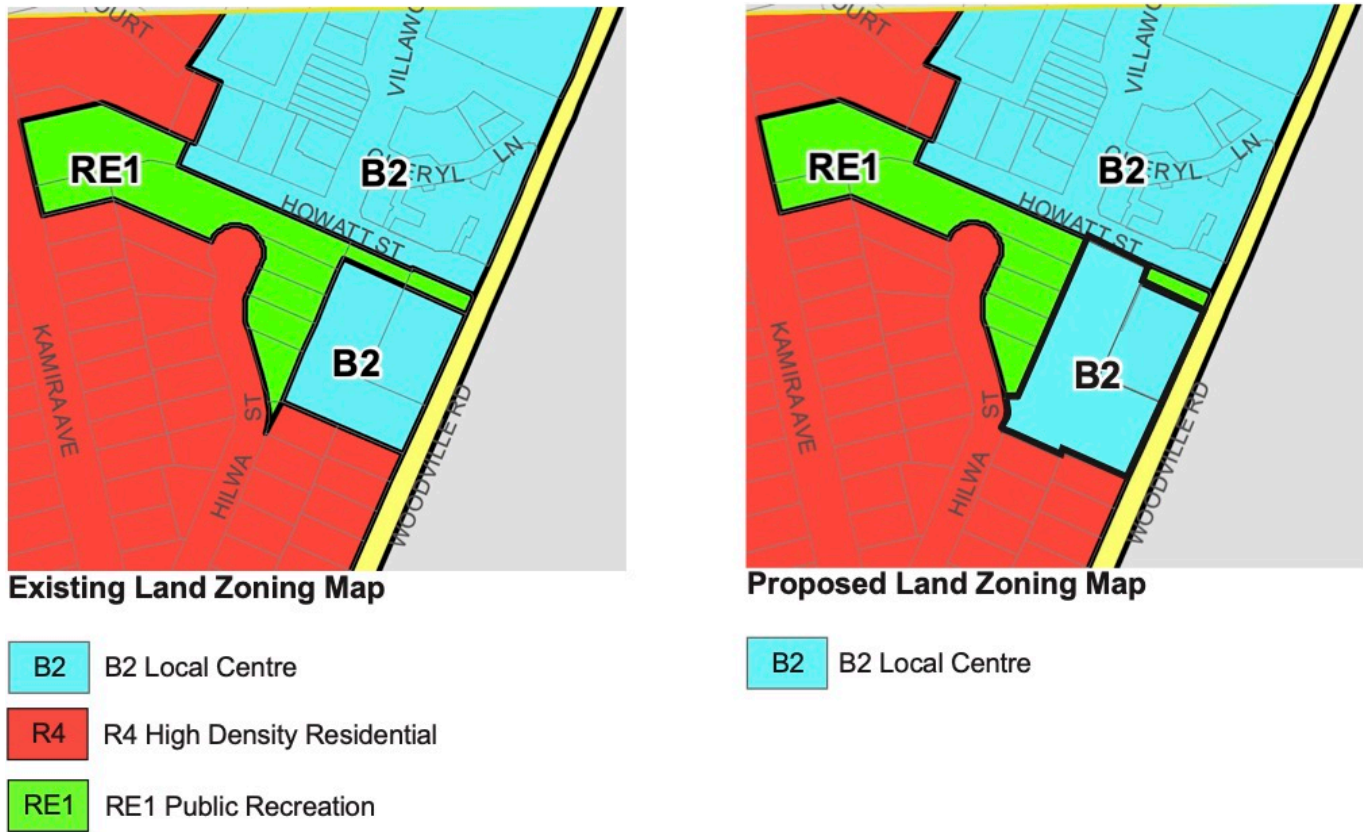 COURT
VILLAWO
RE1
B2
CHERYL LN
HOWATT ST
B2
KAMIRA AVE
HILWA ST
WOODVILLE RD
Existing Land Zoning Map
B2 B2 Local Centre
R4 R4 High Density Residential
RE1 RE1 Public Recreation
COURT
VILLAWO
RE1
B2
CHERYL LN
HOWATT ST
B2
KAMIRA AVE
HILWA ST
WOODVILLE RD
Proposed Land Zoning Map
B2 B2 Local Centre